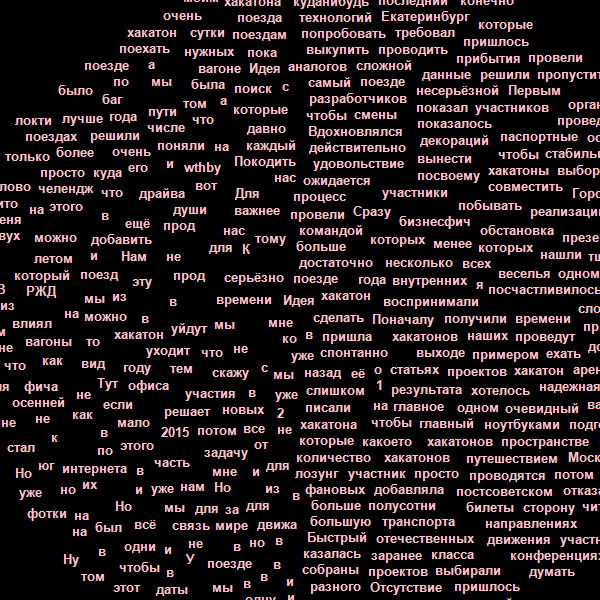 хакатона куданибудь последний конечно
очень поезда технологий Екатеринбург которые
хакатон сутки поездам попробовать требовал пришлось
поехать нужных пока выкупить проводить
поезде а вагоне Идея аналогов сложной прибытия провели
по мы была поиск с самый поезде данные решили
было баг том а разработчиков несерьёзной Первым
локти лучше года пути которые чтобы смены показал участников
числе что давно Вдохновлялся показалось
поездах решили поняли на каждый действительно декораций паспортные
только более очень Покодить удовольствие вынести чтобы
просто куда его и wthby нас ожидается посвоему хакатоны
челендж что драйва вот Для процесс участники совместить
на этого души важнее провели Сразу побывать
в ещё прод нас командой бизнесфич обстановка
можно добавить для К тому больше которых менее которых
летом и Нам не достаточно несколько всех нашли
который поезд эту прод серьёзно поезде года внутренних я веселья одном
РЖД мы из в времени Идея хакатон воспринимали посчастливилось
из на можно в мы мне сделать Поначалу получили времени
влиял хакатон уйдут ко в пришла хакатонов наших проведут
вагоны то уходит что не уже спонтанно выходе примером ехать
что как вид году тем скажу с мы назад её о статьях проектов хакатон
фича Тут офиса участия в уже слишком 1 результата хотелось надежная
осенней не если решает новых 2 писали на главное одном очевидный
не как мало хакатона чтобы главный ноутбуками
к в 2015 потом все не которые какоето хакатонов пространстве
стал по этого задачу от количество хакатонов путешествием
Но юг интернета в часть мне и для лозунг участник просто проводятся потом
уже но их и уже нам Но из в фановых добавляла постсоветском
фотки на Но мы для за для больше полусотни билеты сторону
на был всё связь мире движа большую транспорта направлениях
в одни и не в но в Быстрый отечественных движения
Ну чтобы в У поезде в казалась заранее класса
том собраны проектов выбирали думать
этот даты мы в в и разного Отсутствие пришлось